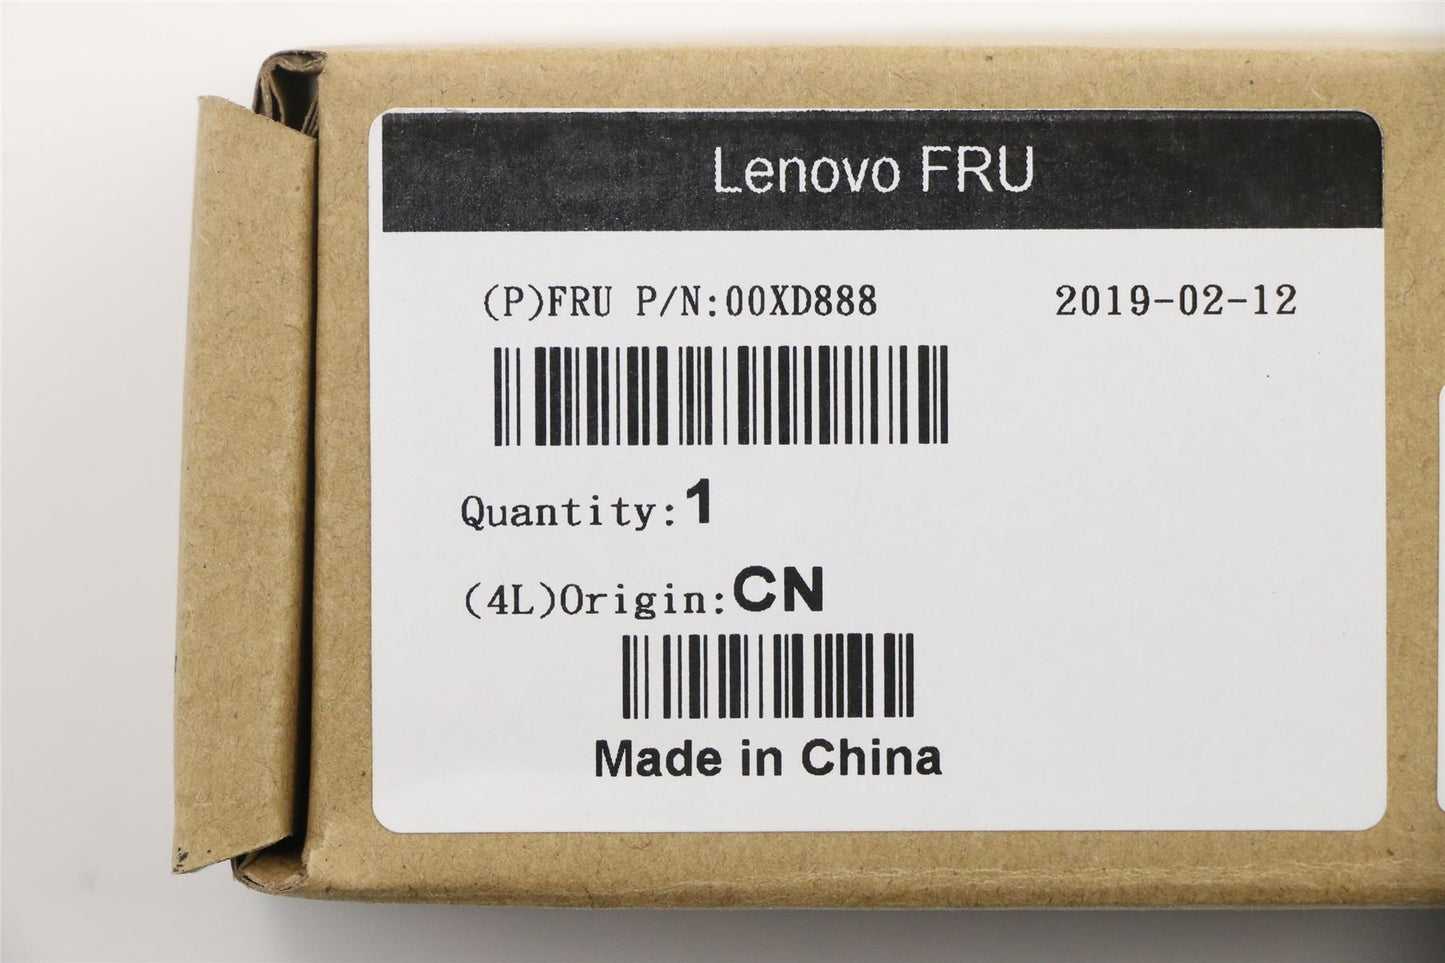 Lenovo FRU
(P)FRU P/N:00XD888 2019-02-12
Quantity:1
(4L)Origin:CN
Made in China